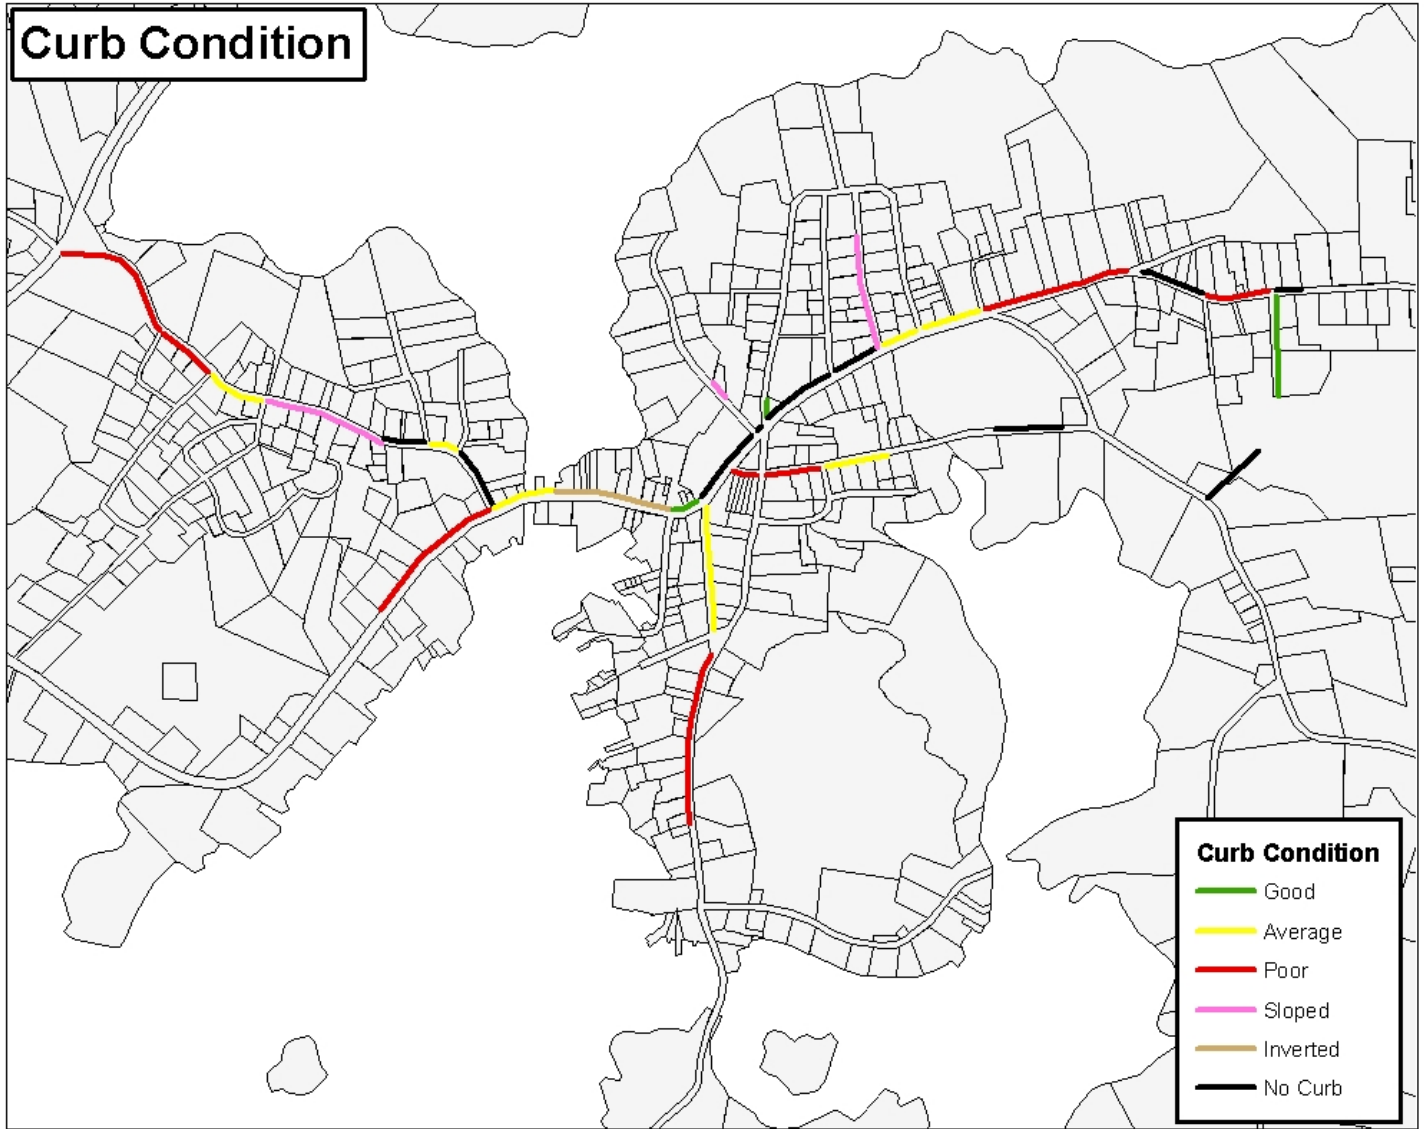 Curb Condition
Curb Condition
Good
Average
Poor
Sloped
Inverted
No Curb